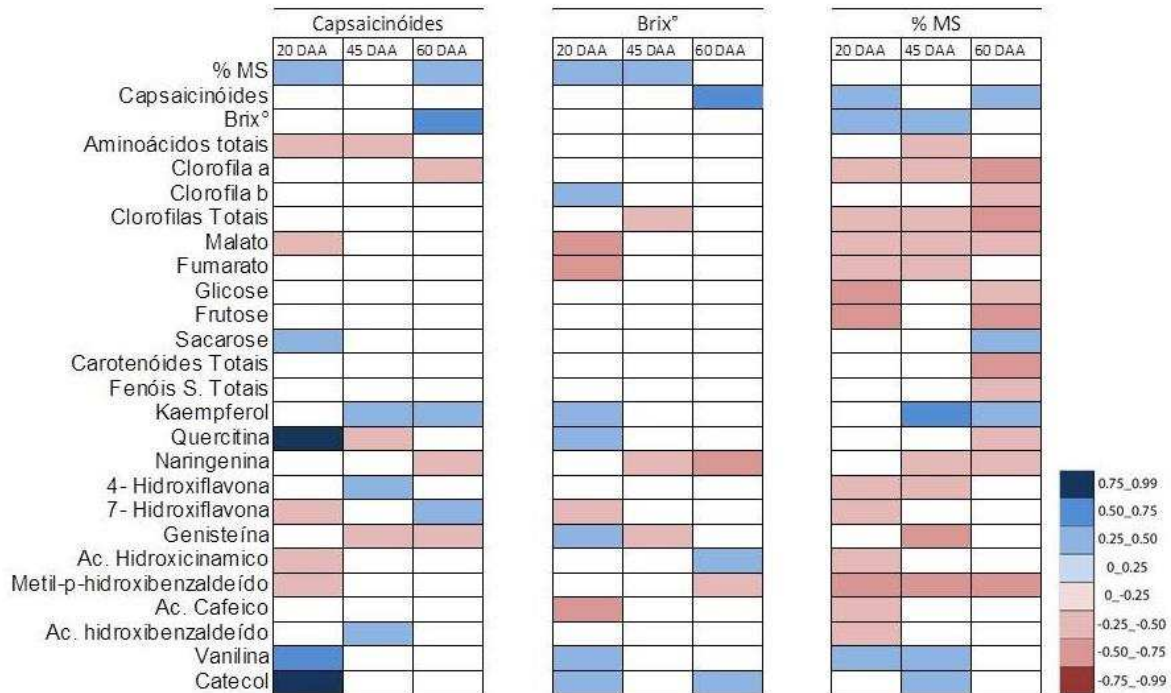 Capsaicinóides Brix° % MS
20 DAA 45 DAA 60 DAA 20 DAA 45 DAA 60 DAA 20 DAA 45 DAA 60 DAA
% MS
Capsaicinóides
Brix°
Aminoácidos totais
Clorofila a
Clorofila b
Clorofilas Totais
Malato
Fumarato
Glicose
Frutose
Sacarose
Carotenóides Totais
Fenóis S. Totais
Kaempferol
Quercitina
Naringenina
4- Hidroxiflavona
7- Hidroxiflavona
Genisteína
Ac. Hidroxicinamico
Metil-p-hidroxibenzaldeído
Ac. Cafeico
Ac. hidroxibenzaldeído
Vanilina
Catecol
0.75_0.99
0.50_0.75
0.25_0.50
0_0.25
0_-0.25
-0.25_-0.50
-0.50_-0.75
-0.75_-0.99